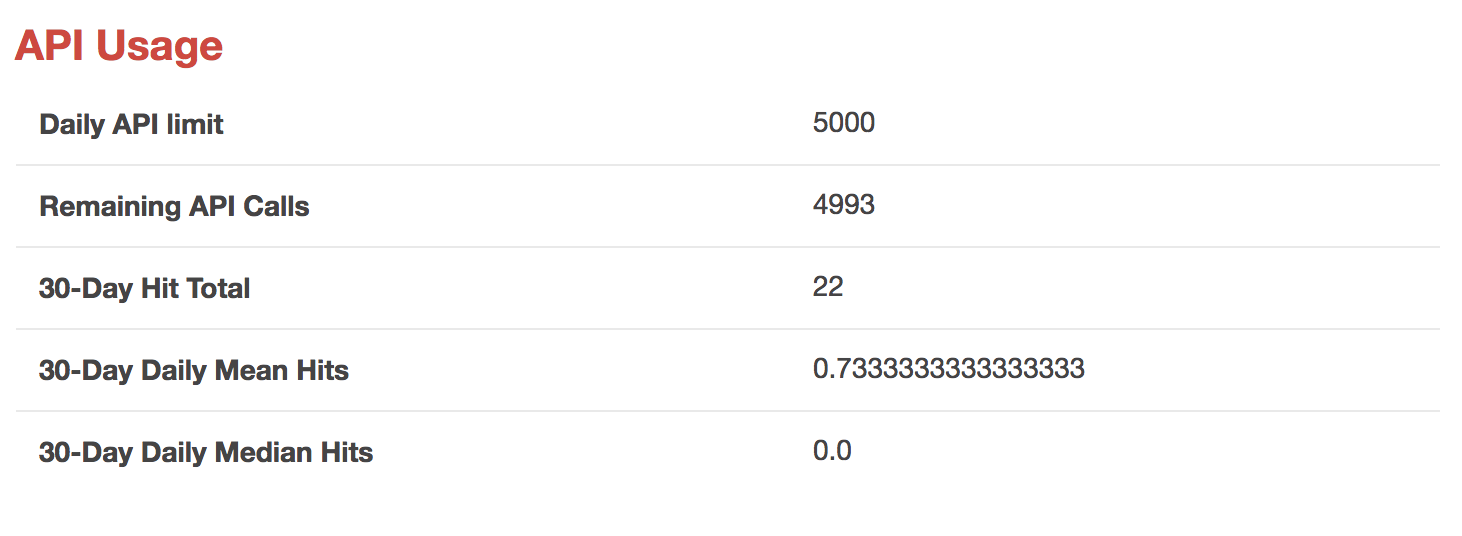 API Usage
Daily API limit 5000
Remaining API Calls 4993
30-Day Hit Total 22
30-Day Daily Mean Hits 0.7333333333333333
30-Day Daily Median Hits 0.0